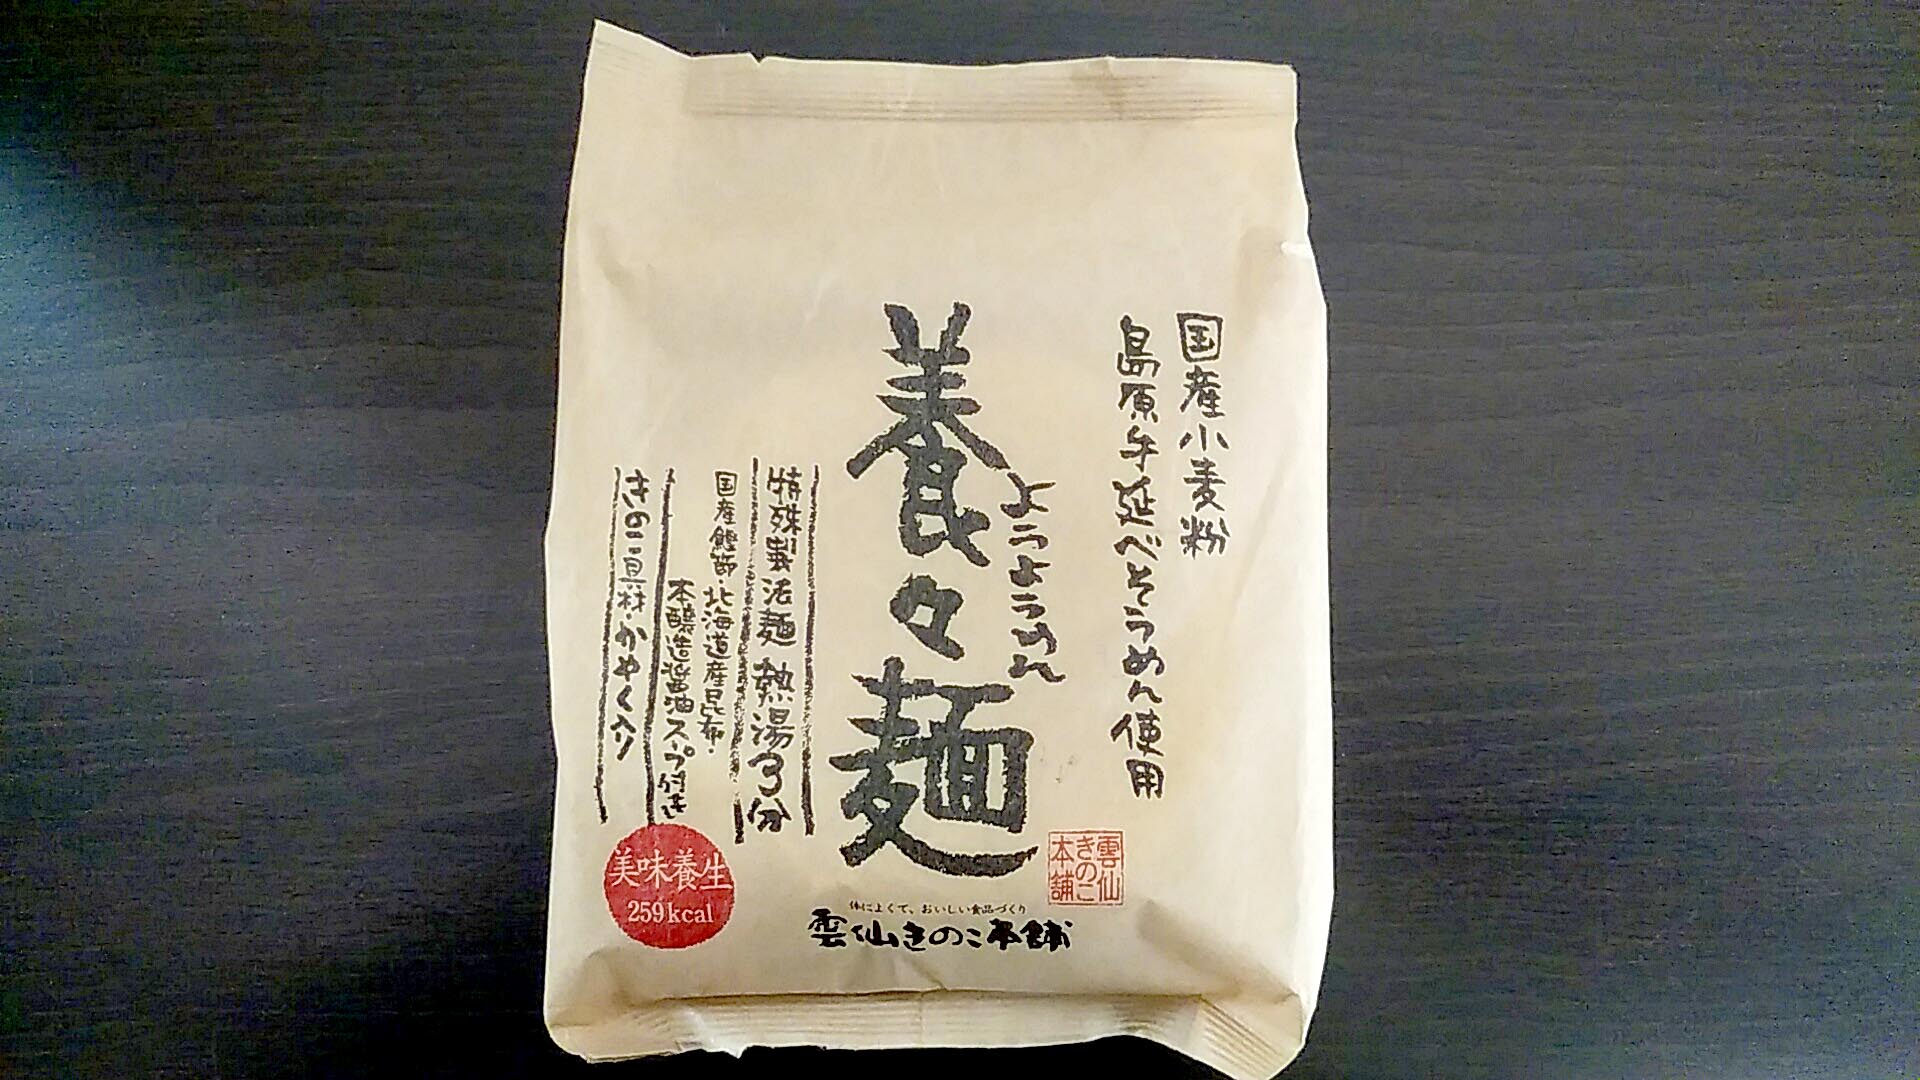 国産小麦粉
島原手延べそうめん使用
ようようめん
養々麺
特殊製法麺 熱湯3分
国産鰹節・北海道産昆布・
本醸造醤油スープ付き
きのこ具材・かやく入り
美味養生
259kcal
雲仙
きのこ
本舗
体によくて、おいしい食品づくり
雲仙きのこ本舗